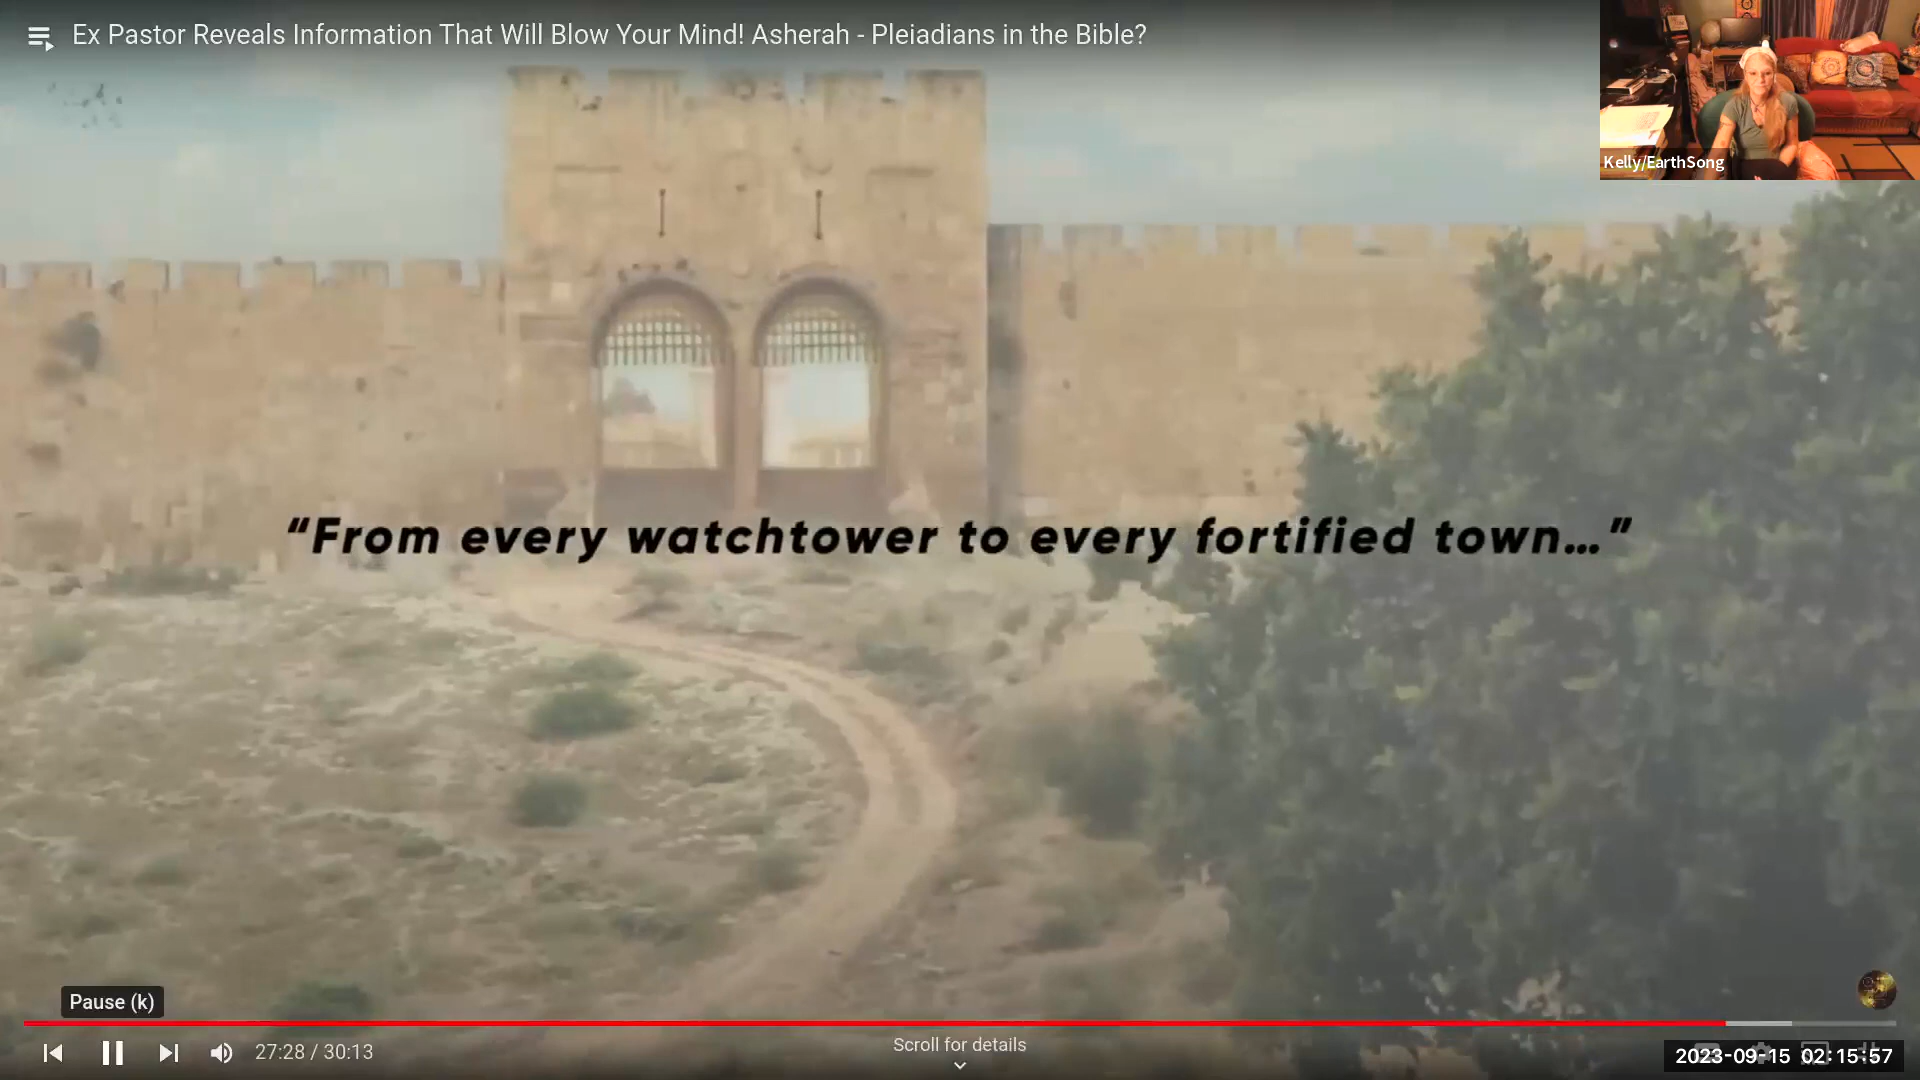 Ex Pastor Reveals Information That Will Blow Your Mind! Asherah - Pleiadians in the Bible?
Kelly/EarthSong
“From every watchtower to every fortified town...”
Pause (k)
27:28 / 30:13
Scroll for details
2023-09-15 02:15:57